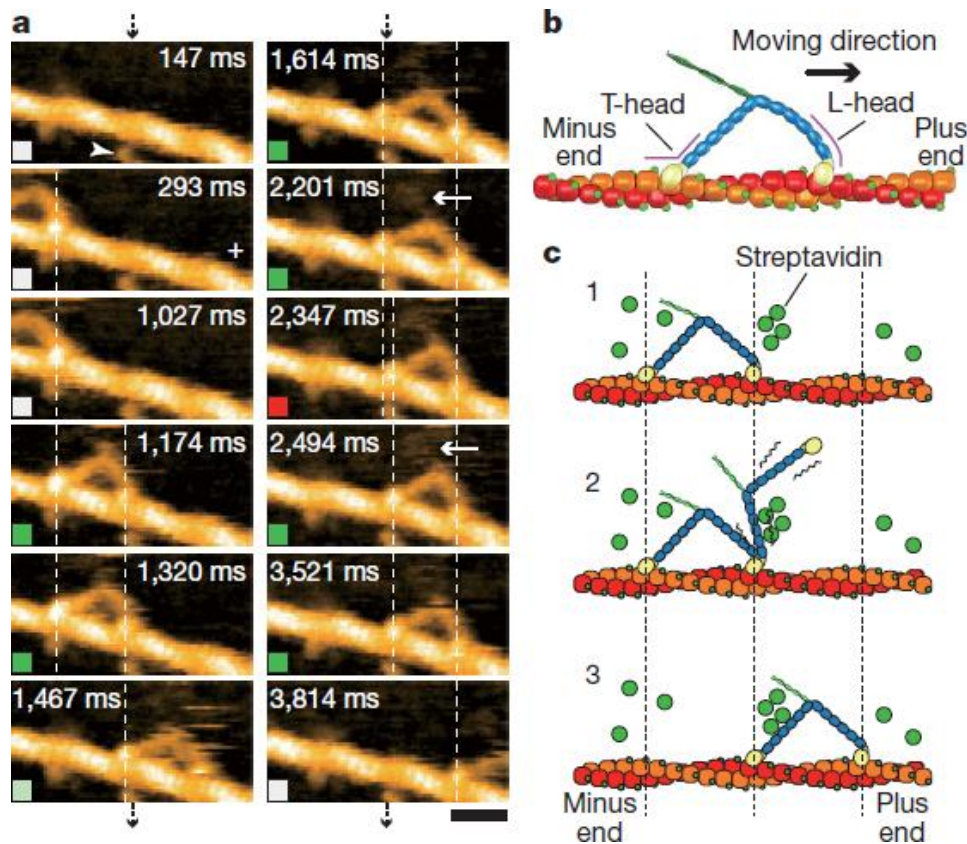 a
147 ms
293 ms
+
1,027 ms
1,174 ms
1,320 ms
1,467 ms
1,614 ms
2,201 ms
2,347 ms
2,494 ms
3,521 ms
3,814 ms
b
Moving direction
T-head
L-head
Minus
end
Plus
end
c
Streptavidin
1
2
3
Minus
end
Plus
end